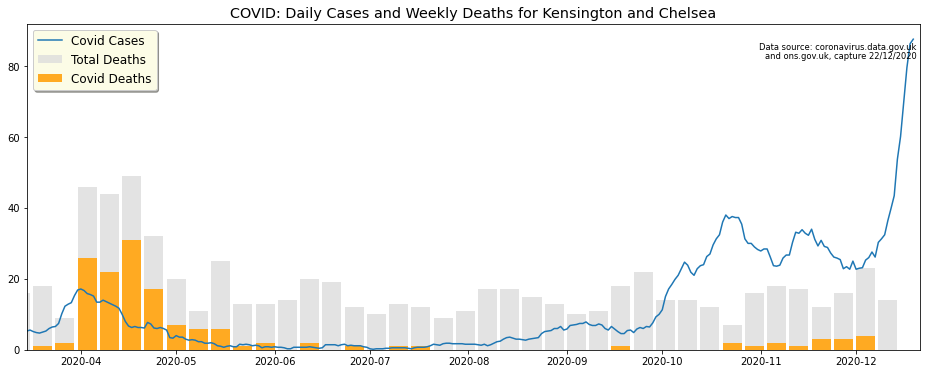 COVID: Daily Cases and Weekly Deaths for Kensington and Chelsea
Covid Cases
Total Deaths
Covid Deaths
Data source: coronavirus.data.gov.uk
and ons.gov.uk, capture 22/12/2020
80
60
40
20
0
2020-04 2020-05 2020-06 2020-07 2020-08 2020-09 2020-10 2020-11 2020-12